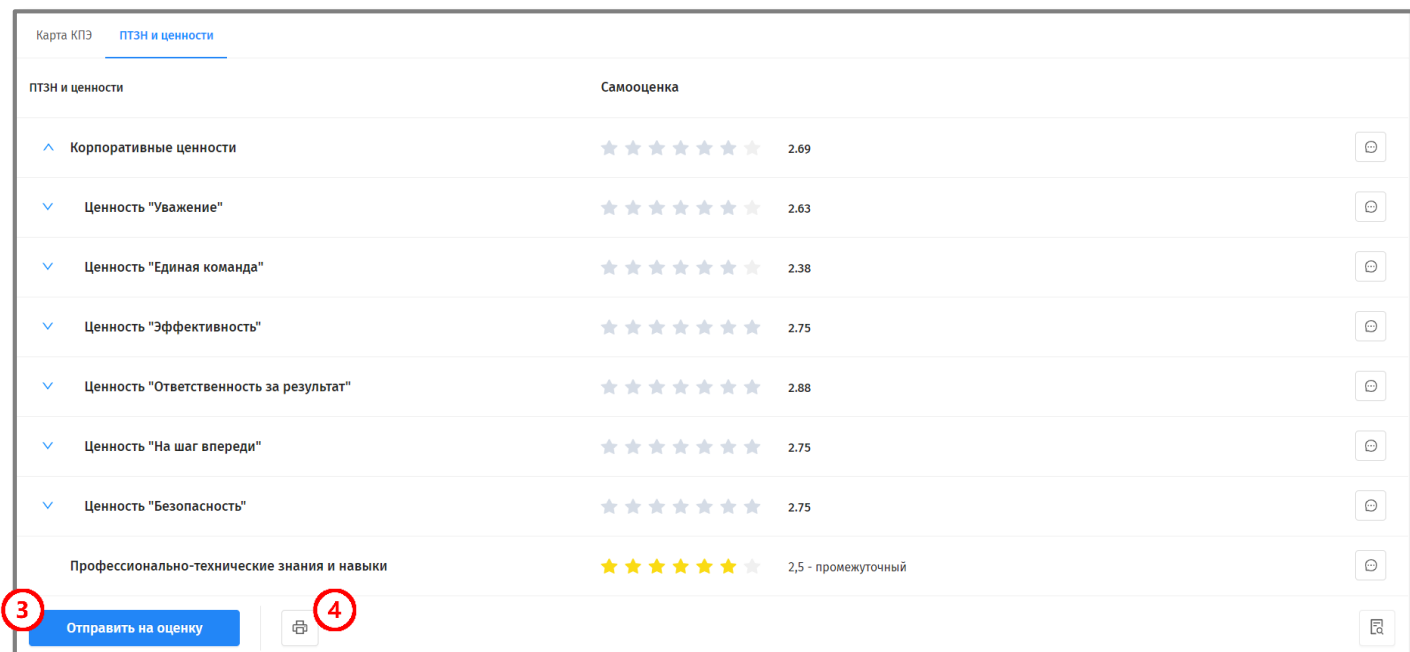 Карта КПЭ ПТЗН и ценности
ПТЗН и ценности Самооценка
Корпоративные ценности 2.69
Ценность "Уважение" 2.63
Ценность "Единая команда" 2.38
Ценность "Эффективность" 2.75
Ценность "Ответственность за результат" 2.88
Ценность "На шаг впереди" 2.75
Ценность "Безопасность" 2.75
Профессионально-технические знания и навыки 2,5 - промежуточный
3 4
Отправить на оценку